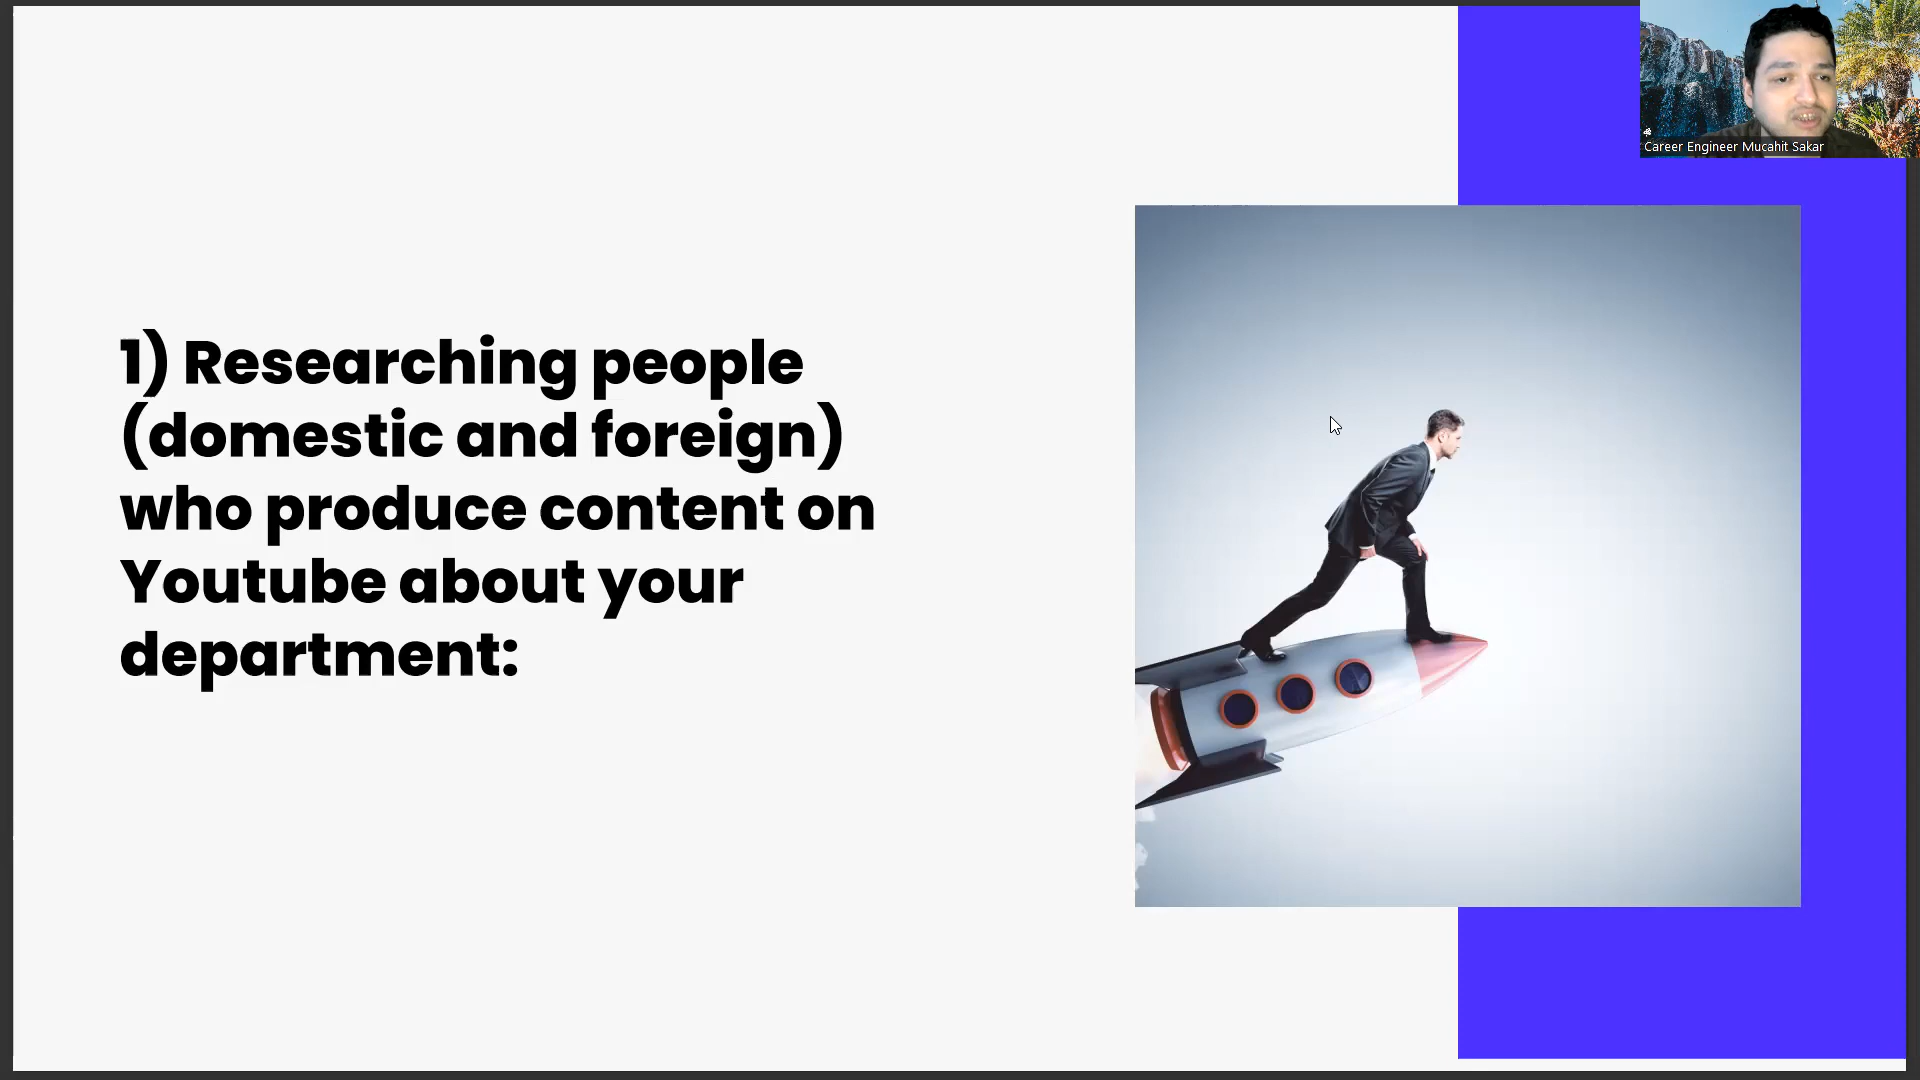 Career Engineer Mucahit Sakar
1) Researching people
(domestic and foreign)
who produce content on
Youtube about your
department: